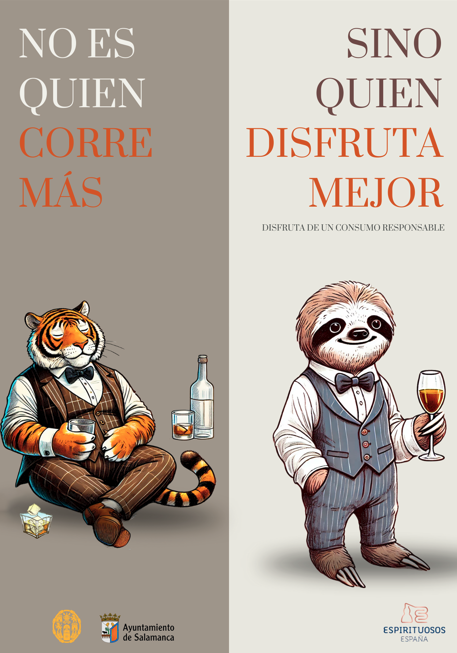 NO ES
QUIEN
CORRE
MÁS
SINO
QUIEN
DISFRUTA
MEJOR
DISFRUTA DE UN CONSUMO RESPONSABLE
Ayuntamiento
de Salamanca
ESPIRITUOSOS
ESPAÑA